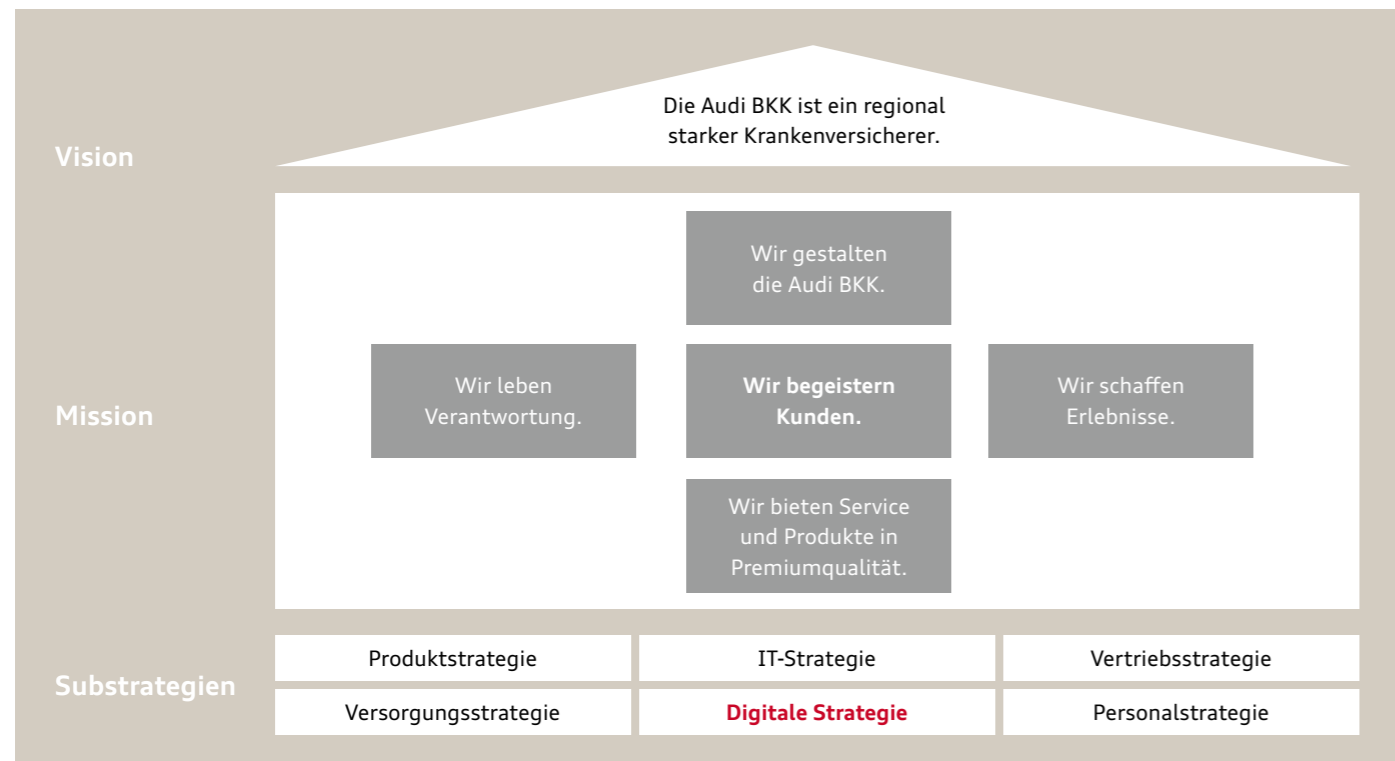 Vision
Die Audi BKK ist ein regional
starker Krankenversicherer.
Mission
Wir gestalten
die Audi BKK.
Wir leben
Verantwortung.
Wir begeistern
Kunden.
Wir schaffen
Erlebnisse.
Wir bieten Service
und Produkte in
Premiumqualität.
Substrategien
Produktstrategie
IT-Strategie
Vertriebsstrategie
Versorgungsstrategie
Digitale Strategie
Personalstrategie